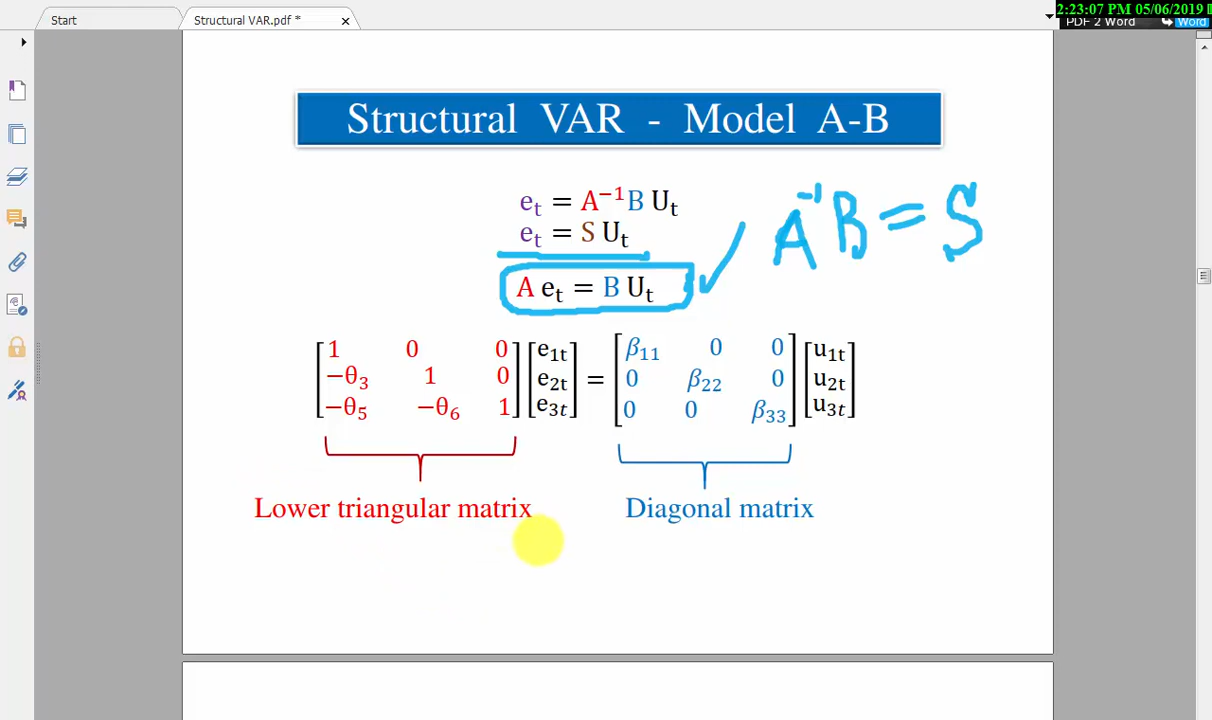 2:23:07 PM 05/06/2019
Start
Structural VAR.pdf *
PDF 2 Word
Word
Structural VAR - Model A-B
eₜ = A⁻¹B Uₜ
eₜ = S Uₜ
A⁻¹B = S
A eₜ = B Uₜ
[1 0 0] [e₁ₜ] = [β₁₁ 0 0] [u₁ₜ]
[−θ₃ 1 0] [e₂ₜ] = [0 β₂₂ 0] [u₂ₜ]
[−θ₅ −θ₆ 1] [e₃ₜ] = [0 0 β₃₃] [u₃ₜ]
Lower triangular matrix
Diagonal matrix